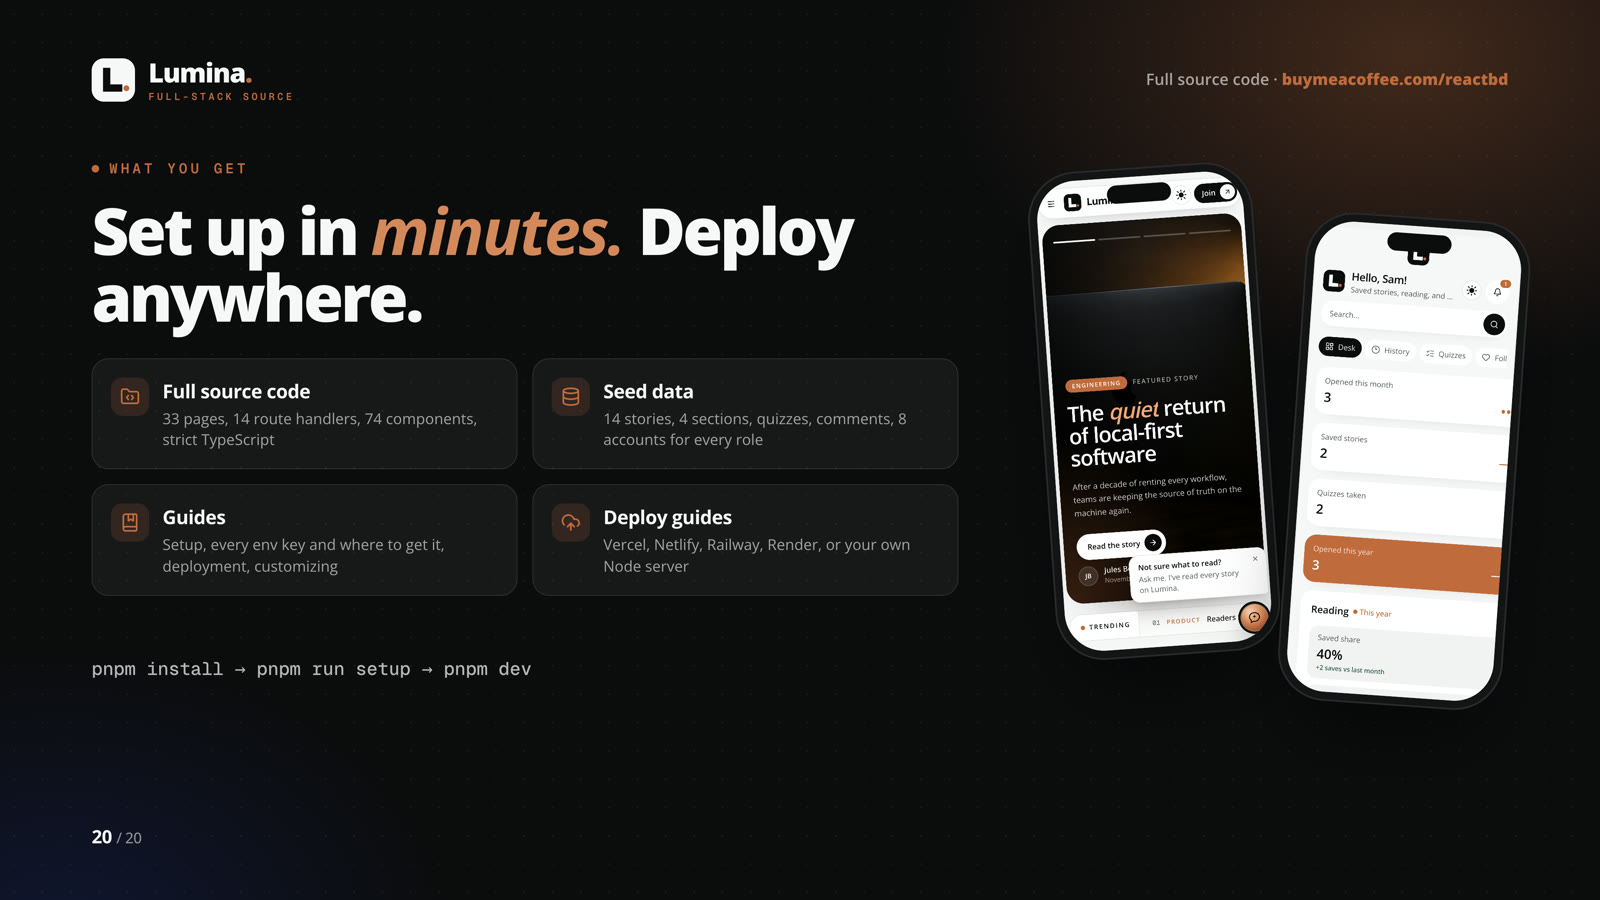 Lumina.
FULL-STACK SOURCE
Full source code · buymeacoffee.com/reactbd
WHAT YOU GET
Set up in minutes. Deploy
anywhere.
Full source code
33 pages, 14 route handlers, 74 components,
strict TypeScript
Seed data
14 stories, 4 sections, quizzes, comments, 8
accounts for every role
Guides
Setup, every env key and where to get it,
deployment, customizing
Deploy guides
Vercel, Netlify, Railway, Render, or your own
Node server
pnpm install → pnpm run setup → pnpm dev
20 / 20
L.
Join
ENGINEERING FEATURED STORY
The quiet return
of local-first
software
After a decade of renting every workflow,
teams are keeping the source of truth on the
machine again.
Read the story
JB Jules
Not sure what to read?
Ask me. I've read every story
on Lumina.
TRENDING 01 PRODUCT Readers
Hello, Sam!
Saved stories, reading, and ...
1
Search...
Desk History Quizzes Foll
Opened this month
3
Saved stories
2
Quizzes taken
2
Opened this year
3
Reading This year
Saved share
40%
+2 saves vs last month